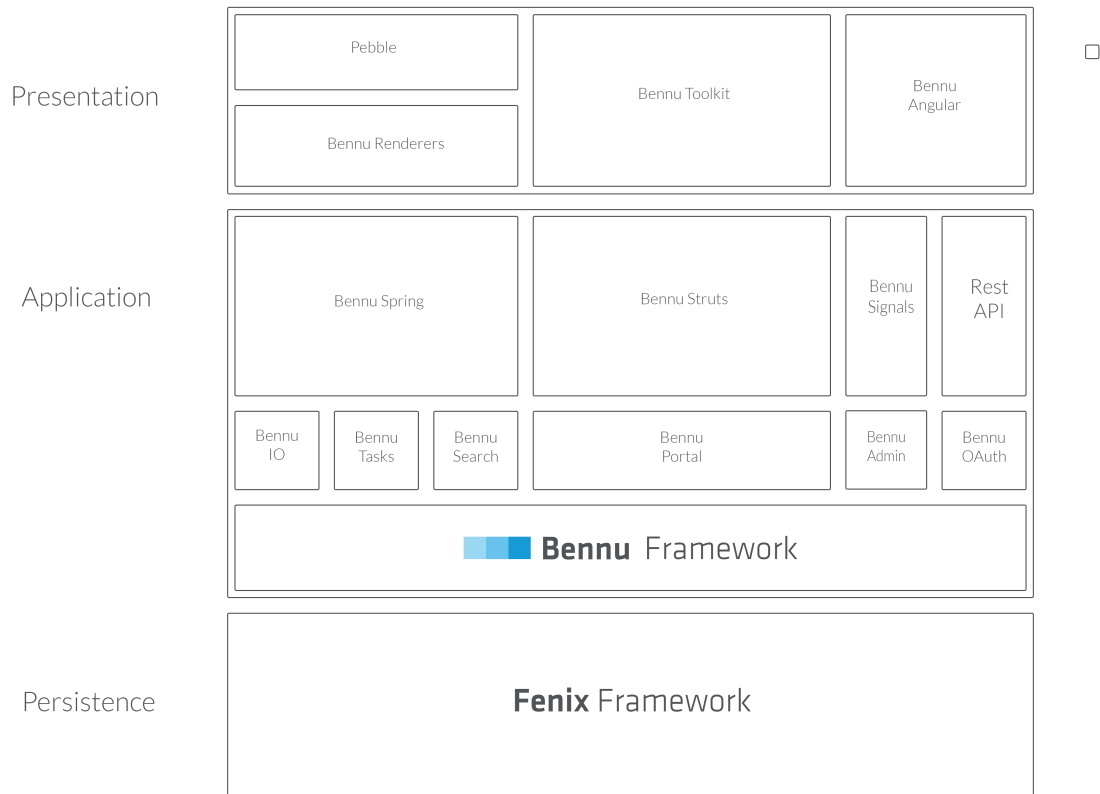 Presentation
Pebble
Bennu Renderers
Bennu Toolkit
Bennu
Angular
Application
Bennu Spring
Bennu Struts
Bennu
Signals
Rest
API
Bennu
IO
Bennu
Tasks
Bennu
Search
Bennu
Portal
Bennu
Admin
Bennu
OAuth
Bennu Framework
Persistence
Fenix Framework